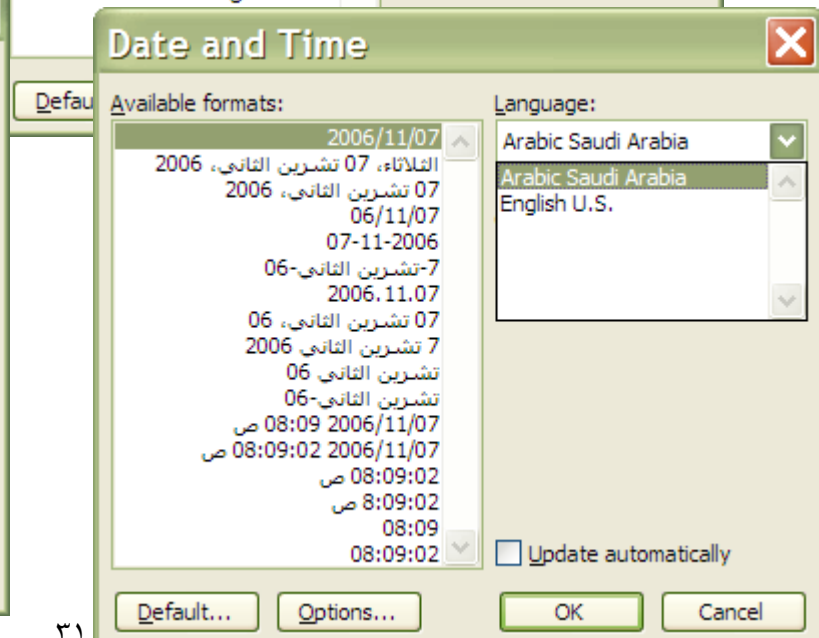 Date and Time
Defau
Available formats:
2006/11/07
الثلاثاء، 07 تشرين الثاني، 2006
07 تشرين الثاني، 2006
06/11/07
07-11-2006
7-تشرين الثاني-06
2006.11.07
07 تشرين الثاني، 06
7 تشرين الثاني 2006
تشرين الثاني 06
تشرين الثاني-06
2006/11/07 08:09 ص
2006/11/07 08:09:02 ص
08:09:02 ص
8:09:02 ص
08:09
08:09:02
Language:
Arabic Saudi Arabia
Arabic Saudi Arabia
English U.S.
Update automatically
Default...
Options...
OK
Cancel
٣١